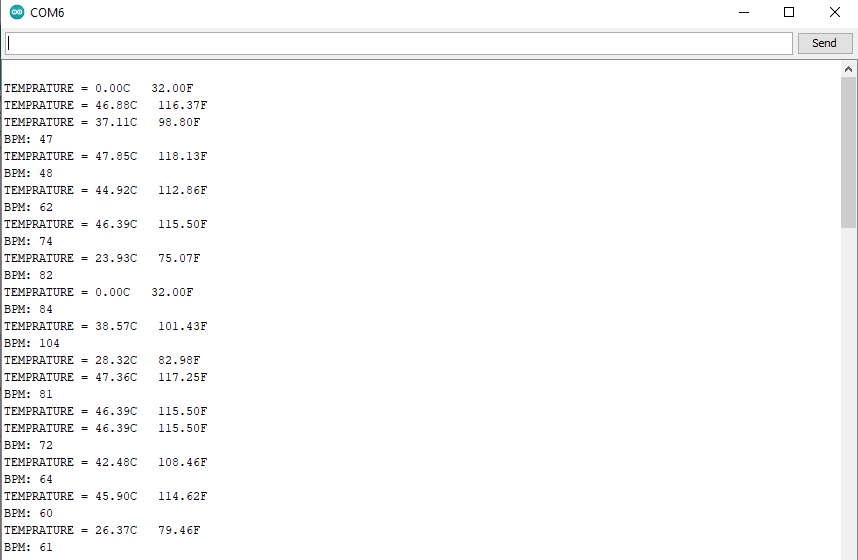 COM6
Send
TEMPRATURE = 0.00C   32.00F
TEMPRATURE = 46.88C   116.37F
TEMPRATURE = 37.11C   98.80F
BPM: 47
TEMPRATURE = 47.85C   118.13F
BPM: 48
TEMPRATURE = 44.92C   112.86F
BPM: 62
TEMPRATURE = 46.39C   115.50F
BPM: 74
TEMPRATURE = 23.93C   75.07F
BPM: 82
TEMPRATURE = 0.00C   32.00F
BPM: 84
TEMPRATURE = 38.57C   101.43F
BPM: 104
TEMPRATURE = 28.32C   82.98F
TEMPRATURE = 47.36C   117.25F
BPM: 81
TEMPRATURE = 46.39C   115.50F
TEMPRATURE = 46.39C   115.50F
BPM: 72
TEMPRATURE = 42.48C   108.46F
BPM: 64
TEMPRATURE = 45.90C   114.62F
BPM: 60
TEMPRATURE = 26.37C   79.46F
BPM: 61